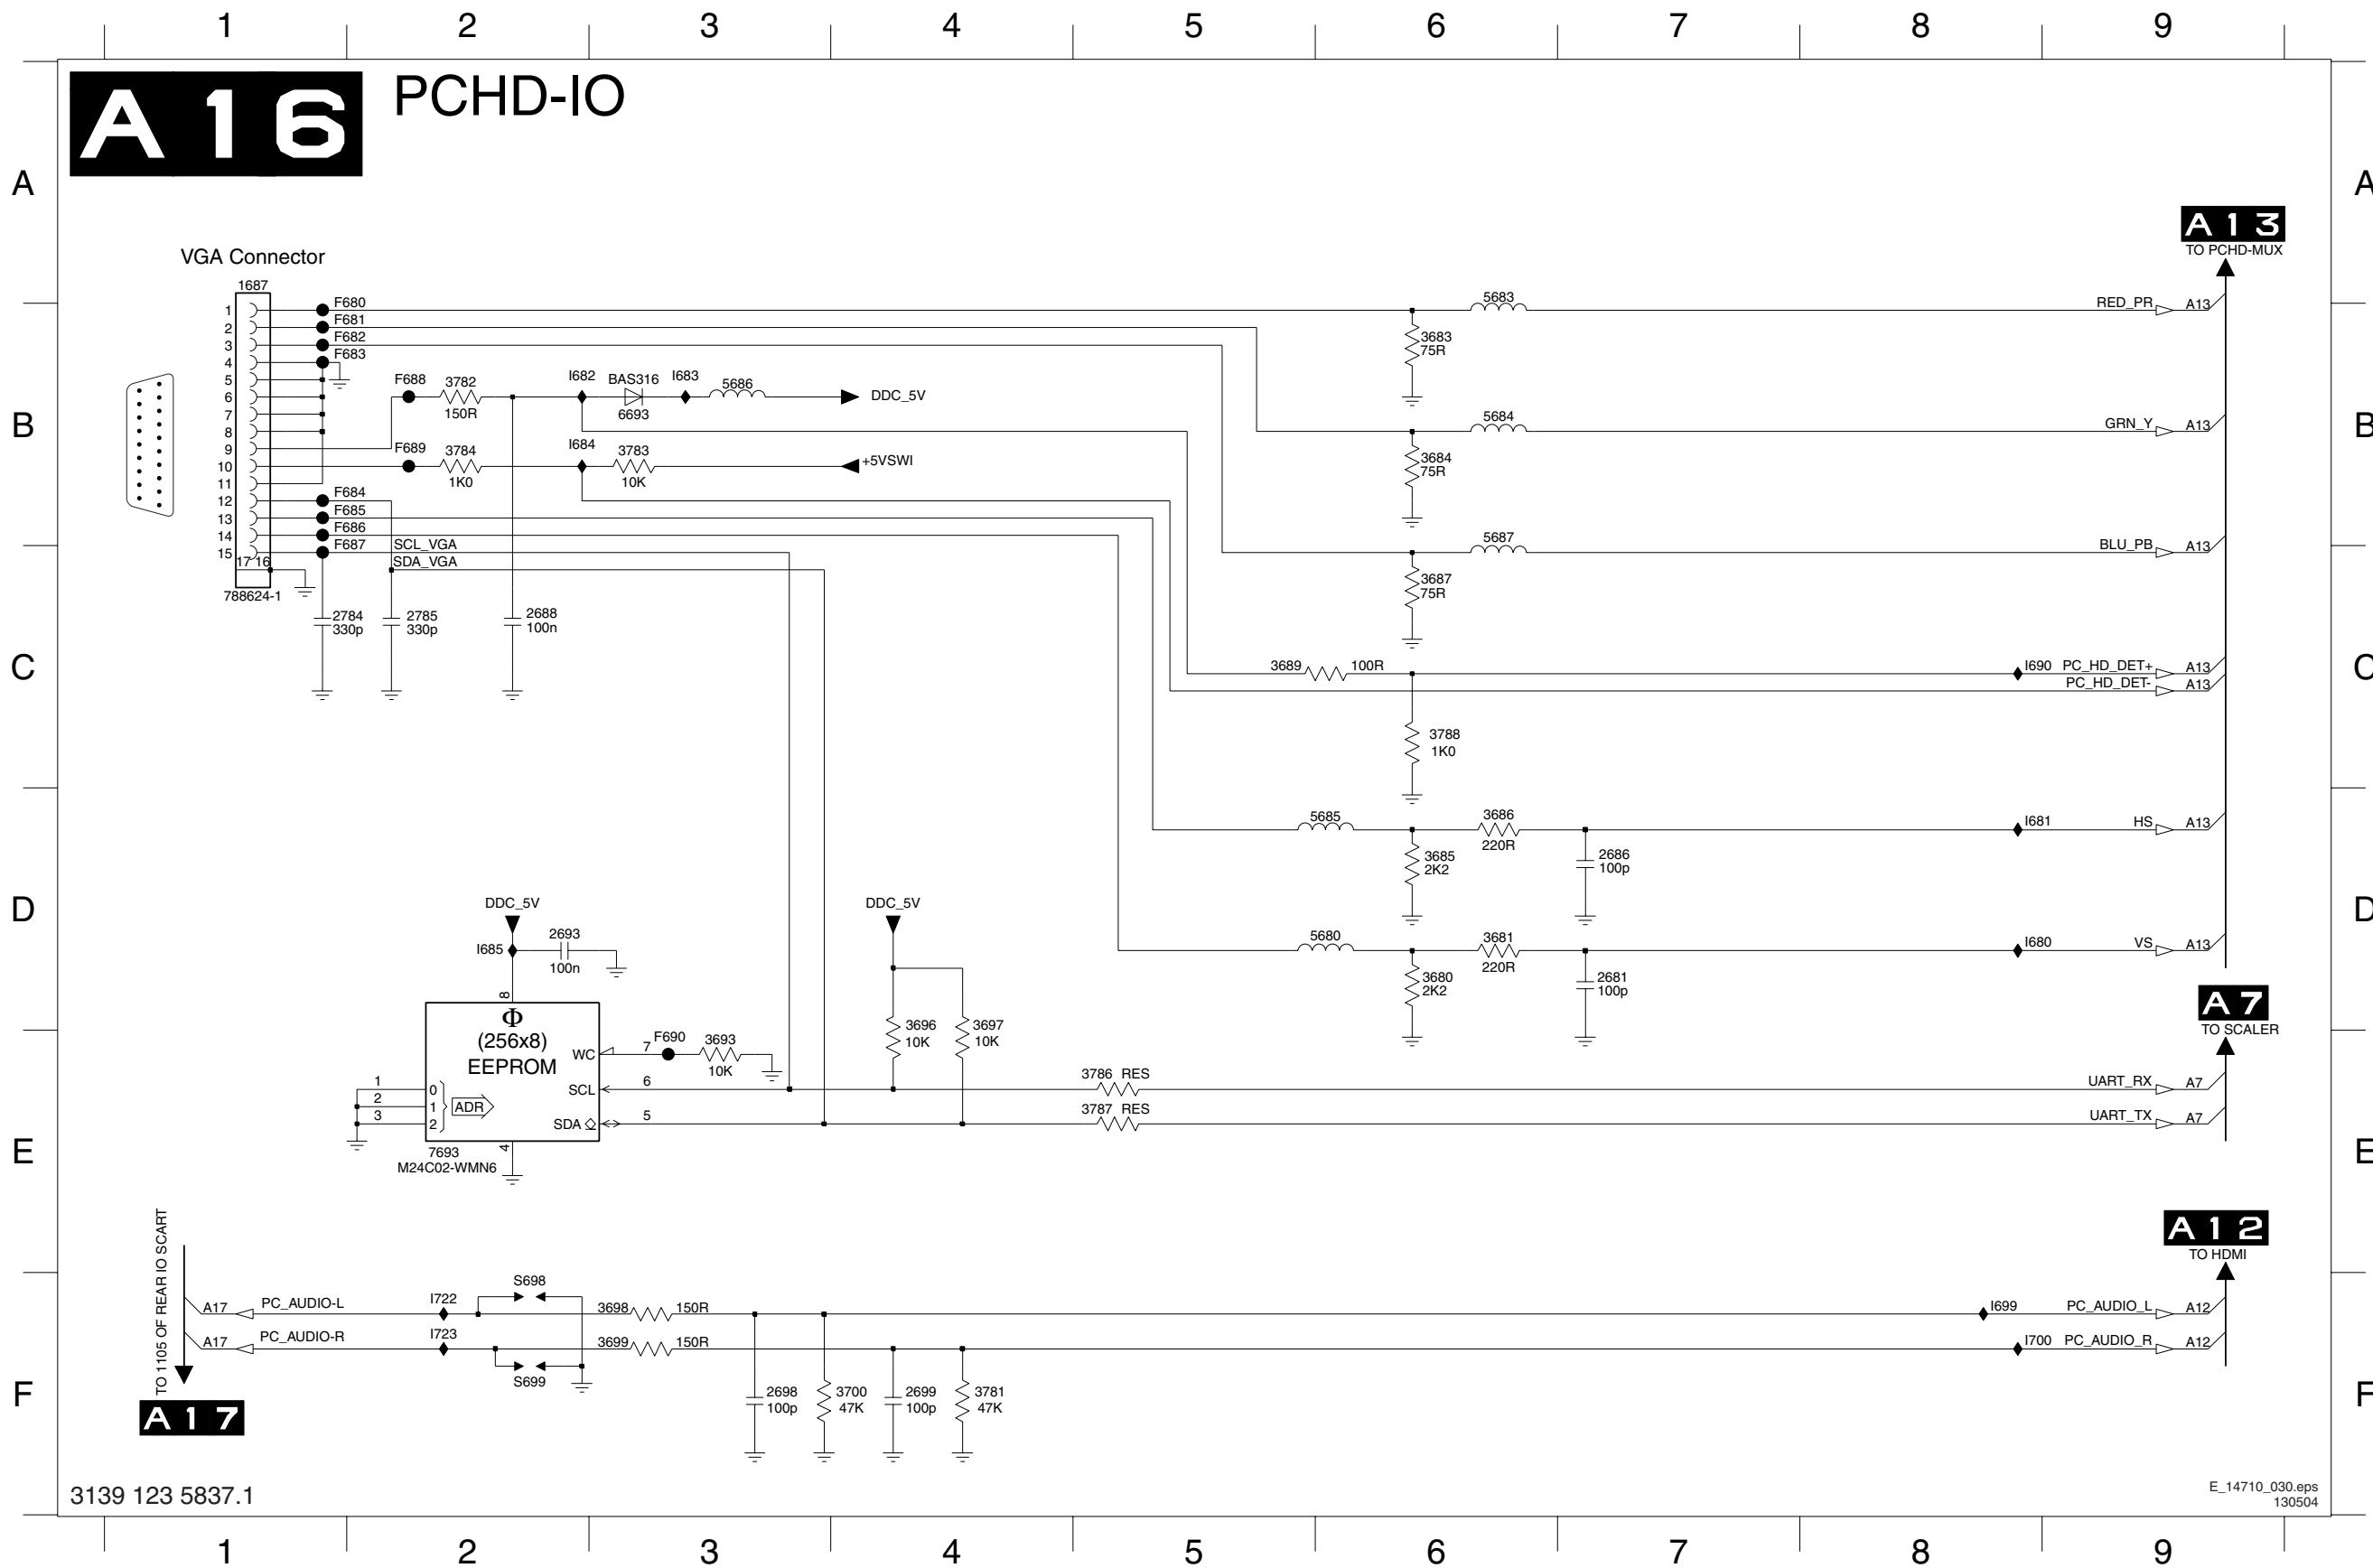 1 2 3 4 5 6 7 8 9
A16 PCHD-IO
A A
A13
TO PCHD-MUX
VGA Connector
1687
1 F680 5683 RED_PR A13
2 F681
3 F682 3683
75R
4 F683
5
6 F688 3782 I682 BAS316 I683 5686 DDC_5V
150R 6693
7
8 5684 GRN_Y A13
B B
9 F689 3784 I684 3783 +5VSWI
10 1K0 10K
3684
75R
11
12 F684
13 F685
14 F686
15 F687 SCL_VGA 5687 BLU_PB A13
17 16 SDA_VGA
788624-1
3687
75R
2784
330p
2785
330p
2688
100n
C C
3689 100R I690 PC_HD_DET+ A13
PC_HD_DET- A13
3788
1K0
5685 3686 I681 HS A13
220R
3685
2K2
2686
100p
D D
DDC_5V DDC_5V
I685 2693
100n
5680 3681 I680 VS A13
220R
3680
2K2
2681
100p
8
A7
TO SCALER
Φ
(256x8)
EEPROM
WC 7 F690 3693
10K
3696
10K
3697
10K
1 0 SCL 6 3786 RES UART_RX A7
2 1 ADR
3 2 SDA 5 3787 RES UART_TX A7
4
7693
M24C02-WMN6
E E
TO 1105 OF REAR IO SCART
A12
TO HDMI
S698
A17 PC_AUDIO-L I722 3698 150R I699 PC_AUDIO_L A12
A17 PC_AUDIO-R I723 3699 150R I700 PC_AUDIO_R A12
S699
F F
2698
100p
3700
47K
2699
100p
3781
47K
A17
3139 123 5837.1
E_14710_030.eps
130504
1 2 3 4 5 6 7 8 9